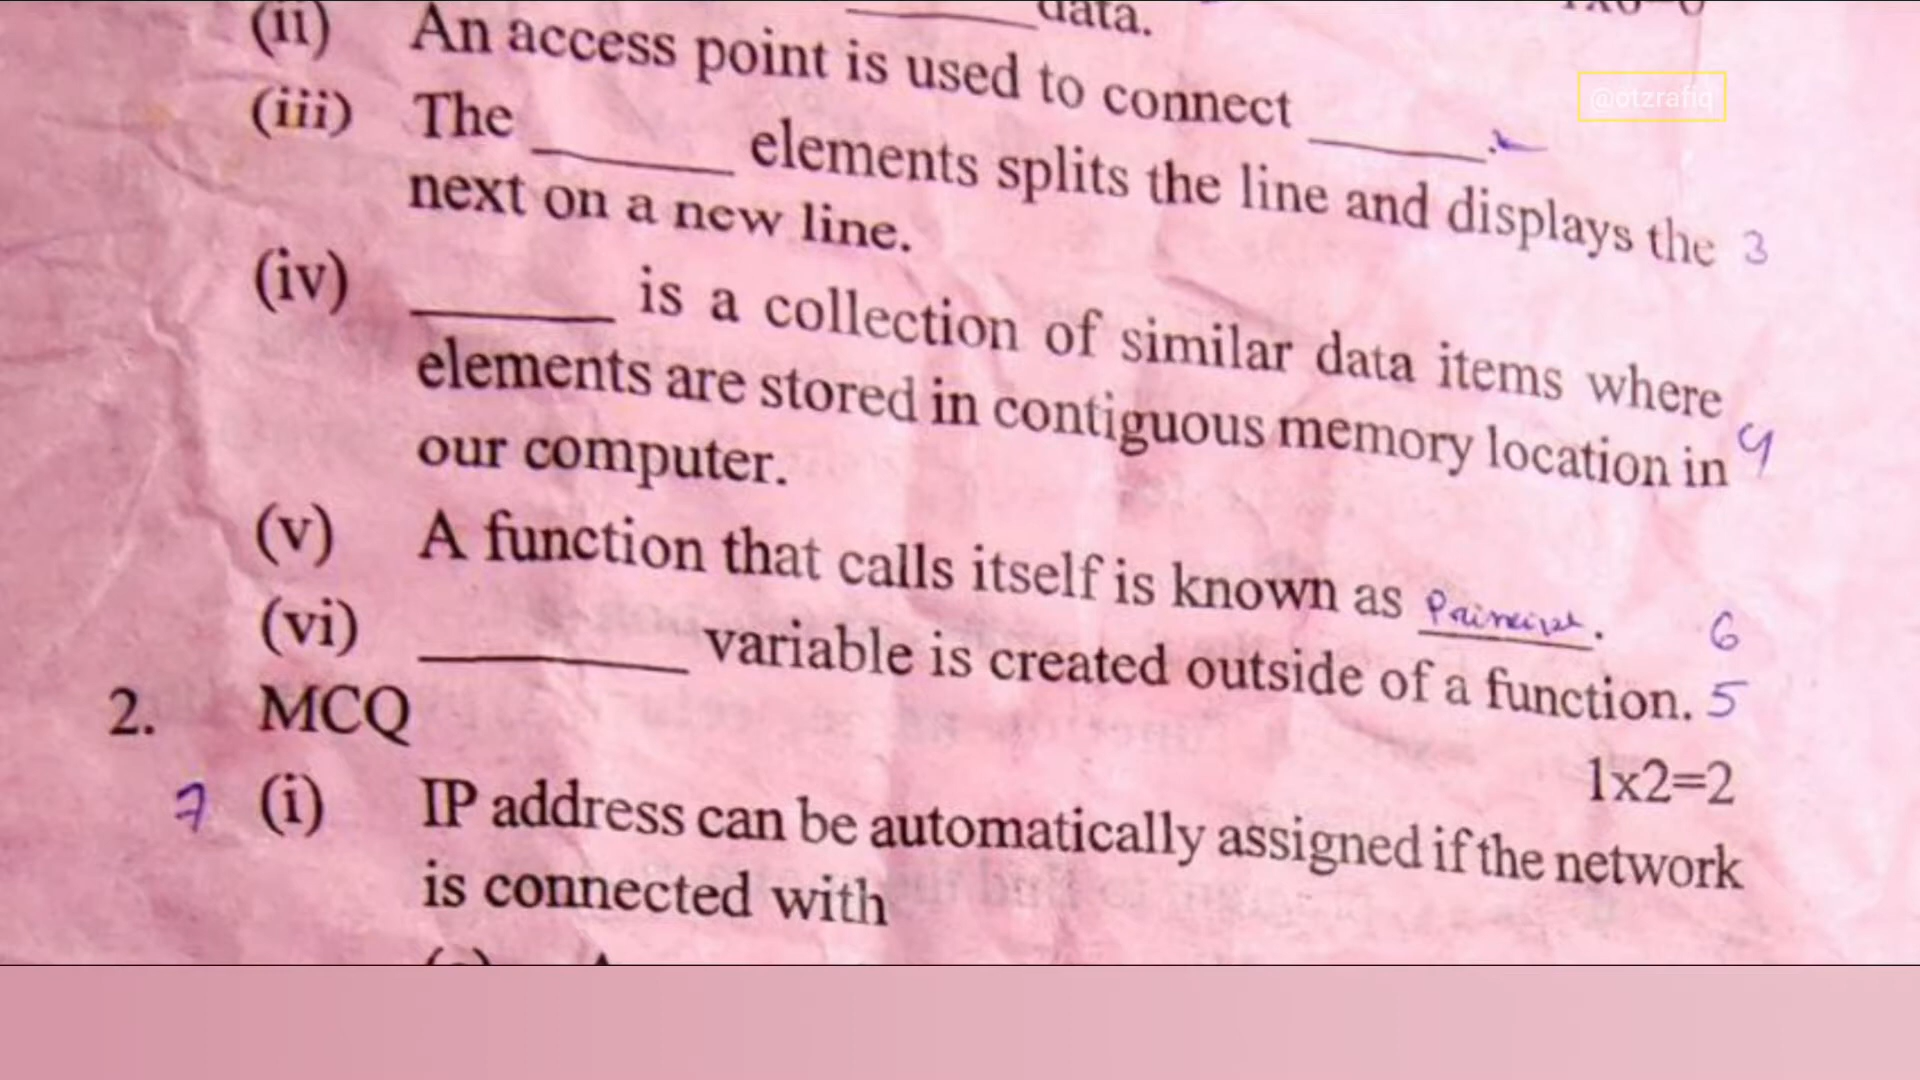 data.
(ii) An access point is used to connect ______.
@otzrafiq
(iii) The ______ elements splits the line and displays the 3
next on a new line.
(iv) ______ is a collection of similar data items where
elements are stored in contiguous memory location in 4
our computer.
(v) A function that calls itself is known as ______. 6
(vi) ______ variable is created outside of a function. 5
2. MCQ
1x2=2
7 (i) IP address can be automatically assigned if the network
is connected with